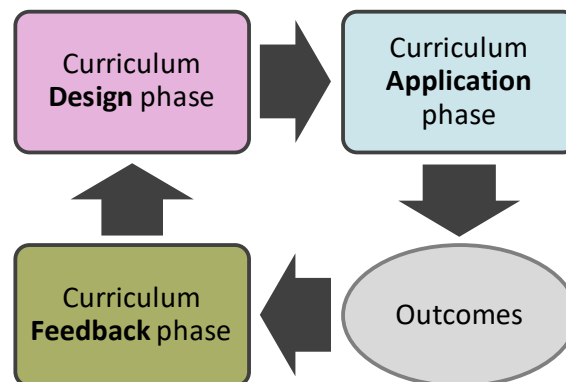 Curriculum
Design phase
Curriculum
Application
phase
Curriculum
Feedback phase
Outcomes